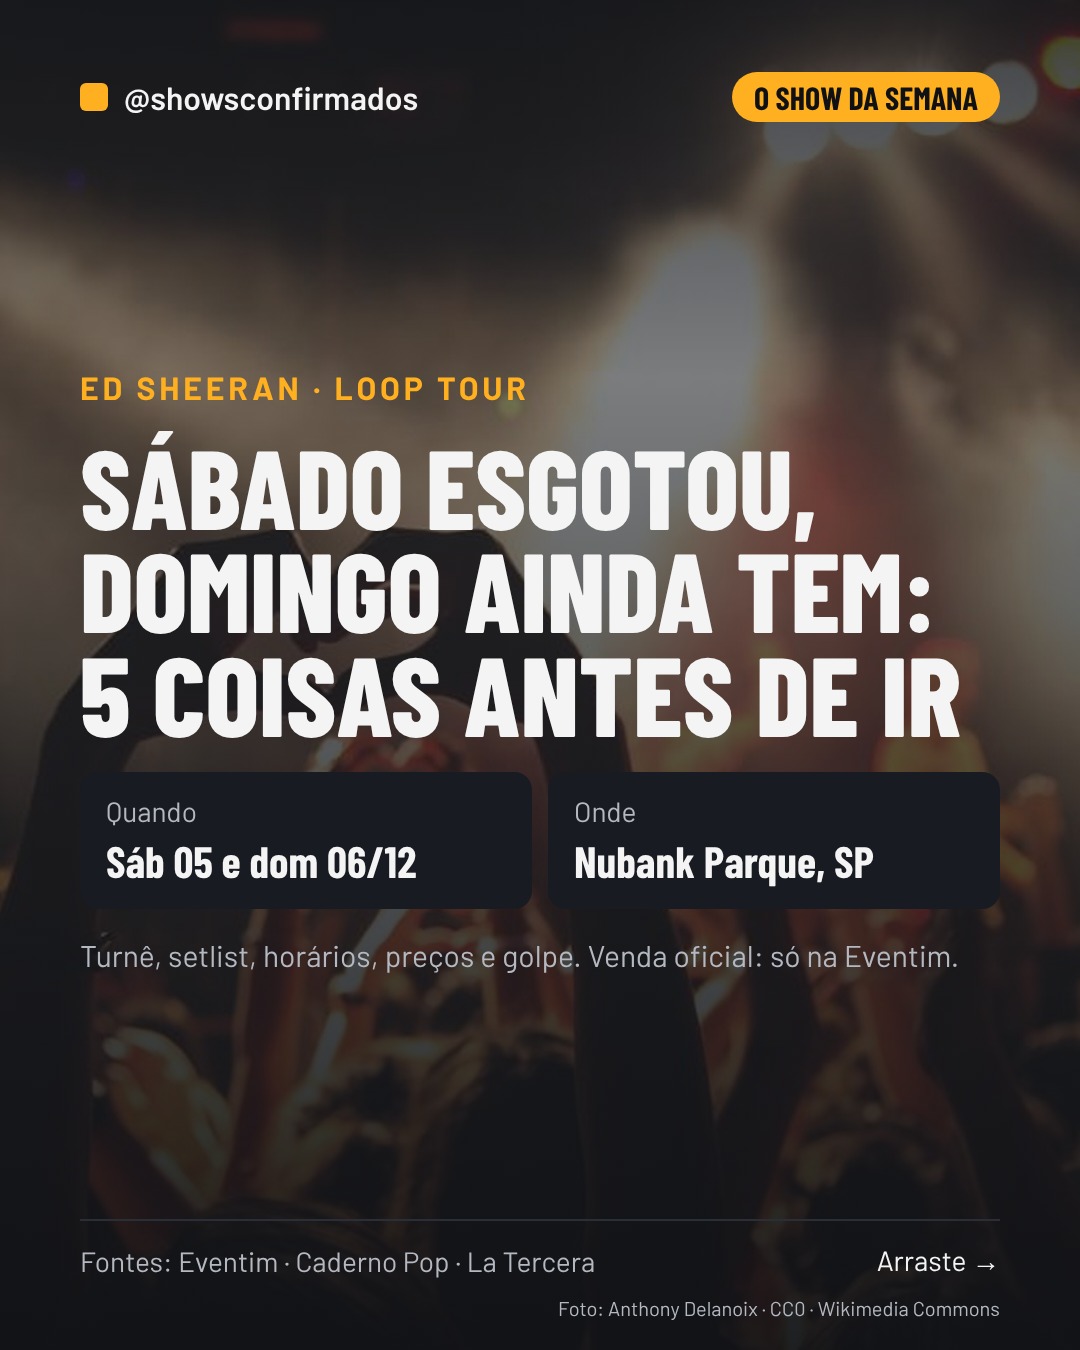 @showsconfirmados
O SHOW DA SEMANA
ED SHEERAN · LOOP TOUR
SÁBADO ESGOTOU,
DOMINGO AINDA TEM:
5 COISAS ANTES DE IR
Quando
Sáb 05 e dom 06/12
Onde
Nubank Parque, SP
Turnê, setlist, horários, preços e golpe. Venda oficial: só na Eventim.
Fontes: Eventim · Caderno Pop · La Tercera
Arraste →
Foto: Anthony Delanoix · CC0 · Wikimedia Commons